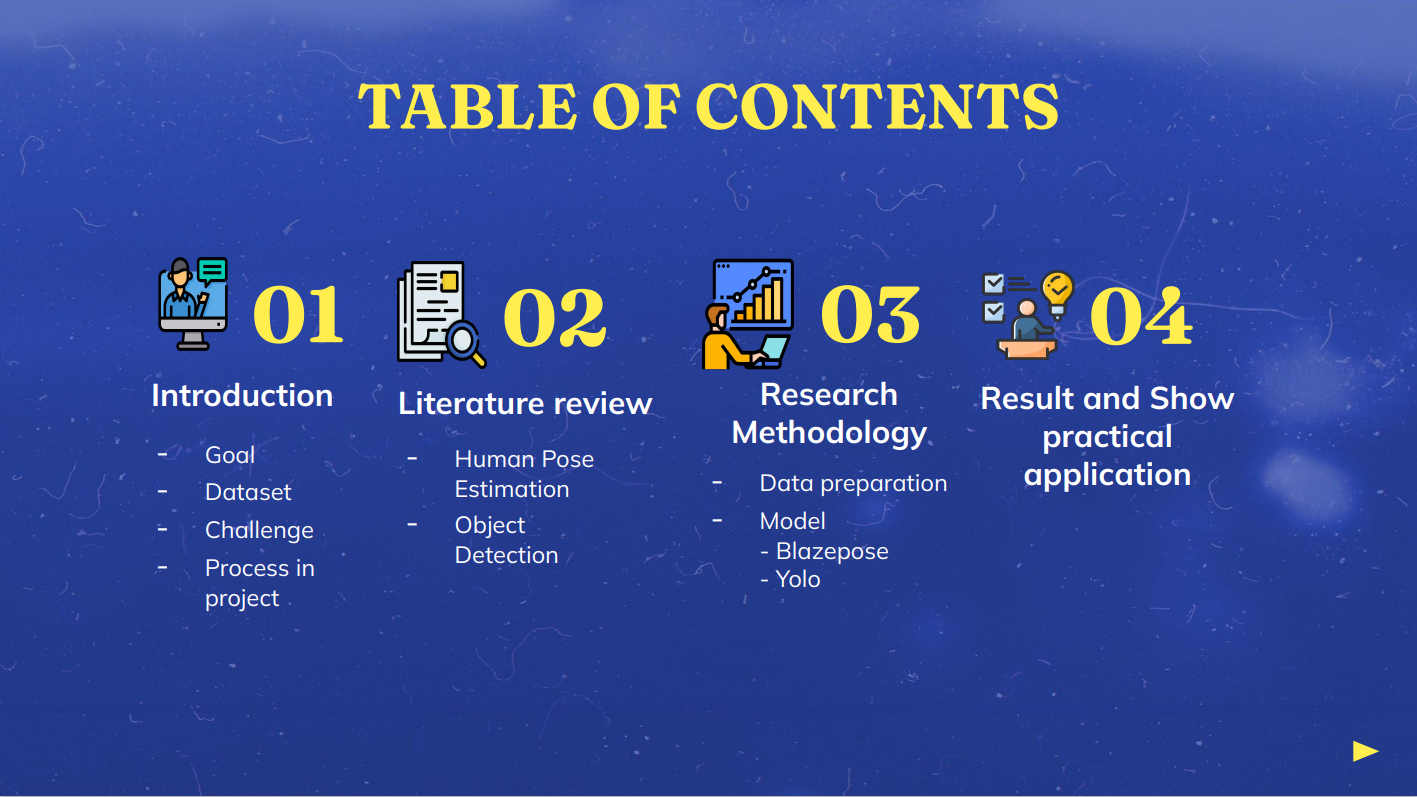 TABLE OF CONTENTS
01
Introduction
- Goal
- Dataset
- Challenge
- Process in
project
02
Literature review
- Human Pose
Estimation
- Object
Detection
03
Research
Methodology
- Data preparation
- Model
- Blazepose
- Yolo
04
Result and Show
practical
application